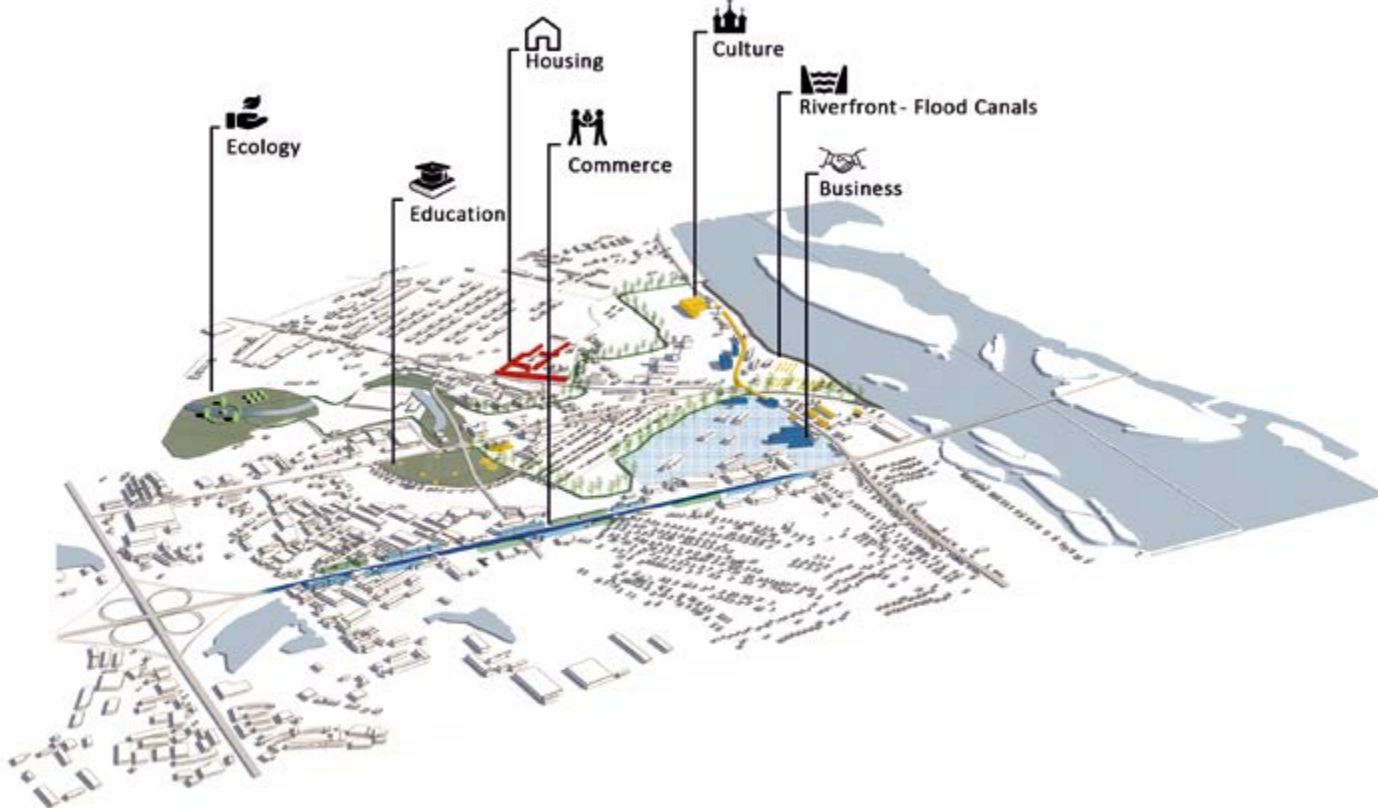 Culture
Housing
Riverfront - Flood Canals
Ecology
Commerce
Business
Education